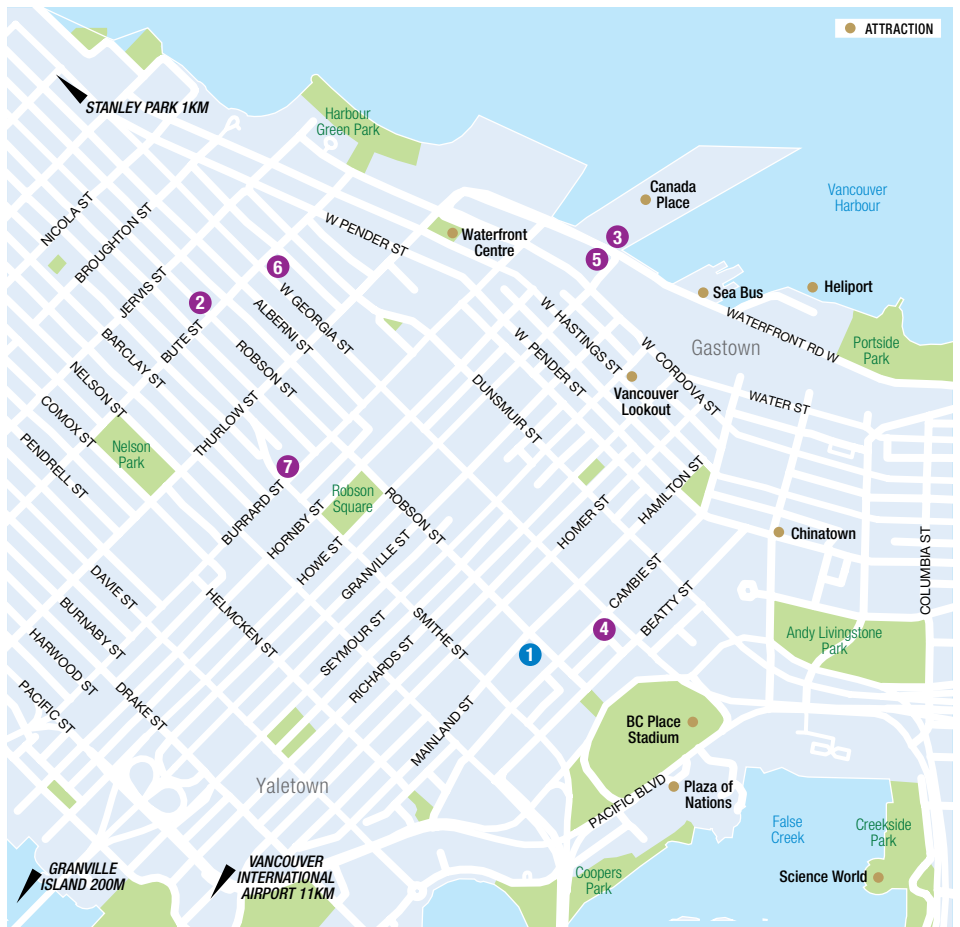 ATTRACTION
STANLEY PARK 1KM
Harbour
Green Park
Canada
Place
Vancouver
Harbour
NICOLA ST
BROUGHTON ST
W PENDER ST
Waterfront
Centre
3
5
6
JERVIS ST
2
W GEORGIA ST
ALBERNI ST
BUTE ST
Sea Bus
Heliport
WATERFRONT RD W
W HASTINGS ST
W PENDER ST
W CORDOVA ST
Gastown
Portside
Park
BARCLAY ST
ROBSON ST
NELSON ST
COMOX ST
PENDRELL ST
THURLOW ST
DUNSMUIR ST
Vancouver
Lookout
WATER ST
Nelson
Park
7
BURRARD ST
HORNBY ST
Robson
Square
ROBSON ST
HOWE ST
GRANVILLE ST
HOMER ST
HAMILTON ST
Chinatown
COLUMBIA ST
DAVIE ST
BURNABY ST
HARWOOD ST
PACIFIC ST
DRAKE ST
HELMCKEN ST
SEYMOUR ST
RICHARDS ST
SMITHE ST
CAMBIE ST
BEATTY ST
4
1
Andy Livingstone
Park
MAINLAND ST
BC Place
Stadium
Yaletown
PACIFIC BLVD
Plaza of
Nations
False
Creek
Creekside
Park
Coopers
Park
Science World
GRANVILLE
ISLAND 200M
VANCOUVER
INTERNATIONAL
AIRPORT 11KM